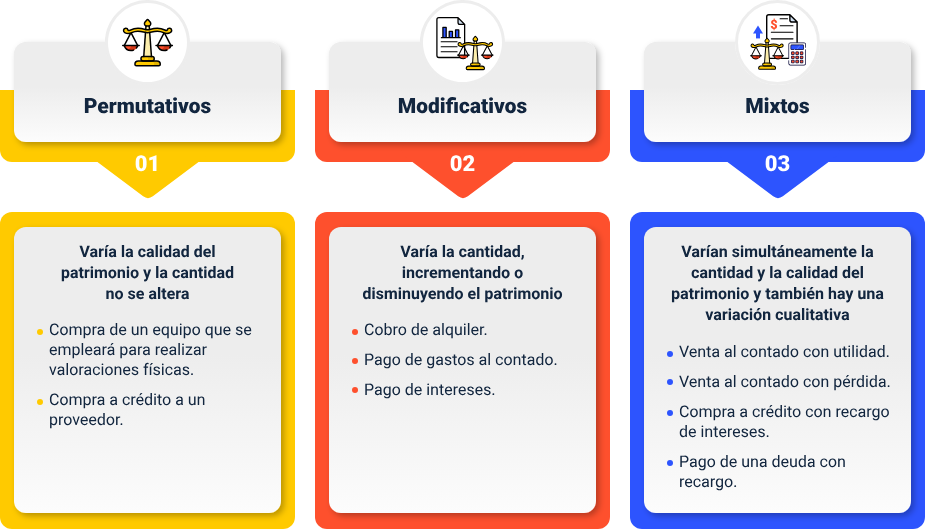 Permutativos
01
Varía la calidad del
patrimonio y la cantidad
no se altera
Compra de un equipo que se
empleará para realizar
valoraciones físicas.
Compra a crédito a un
proveedor.
Modificativos
02
Varía la cantidad,
incrementando o
disminuyendo el patrimonio
Cobro de alquiler.
Pago de gastos al contado.
Pago de intereses.
$
Mixtos
03
Varían simultáneamente la
cantidad y la calidad del
patrimonio y también hay una
variación cualitativa
Venta al contado con utilidad.
Venta al contado con pérdida.
Compra a crédito con recargo
de intereses.
Pago de una deuda con
recargo.